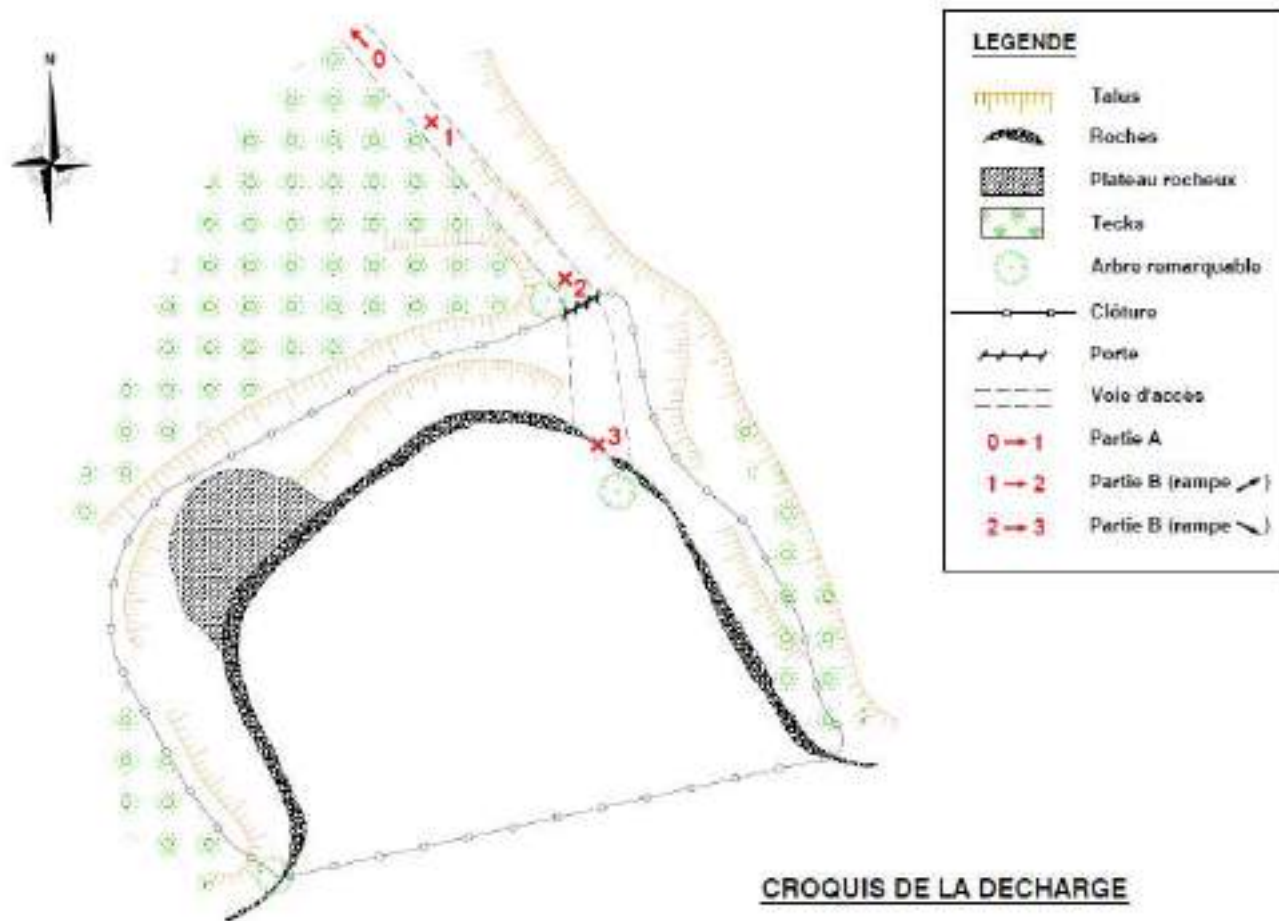 N
0
1
2
3
LEGENDE
Talus
Roches
Plateau rocheux
Tecks
Arbre remarquable
Clôture
Porte
Voie d'accès
0 → 1 Partie A
1 → 2 Partie B (rampe ↗)
2 → 3 Partie B (rampe ↘)
CROQUIS DE LA DECHARGE